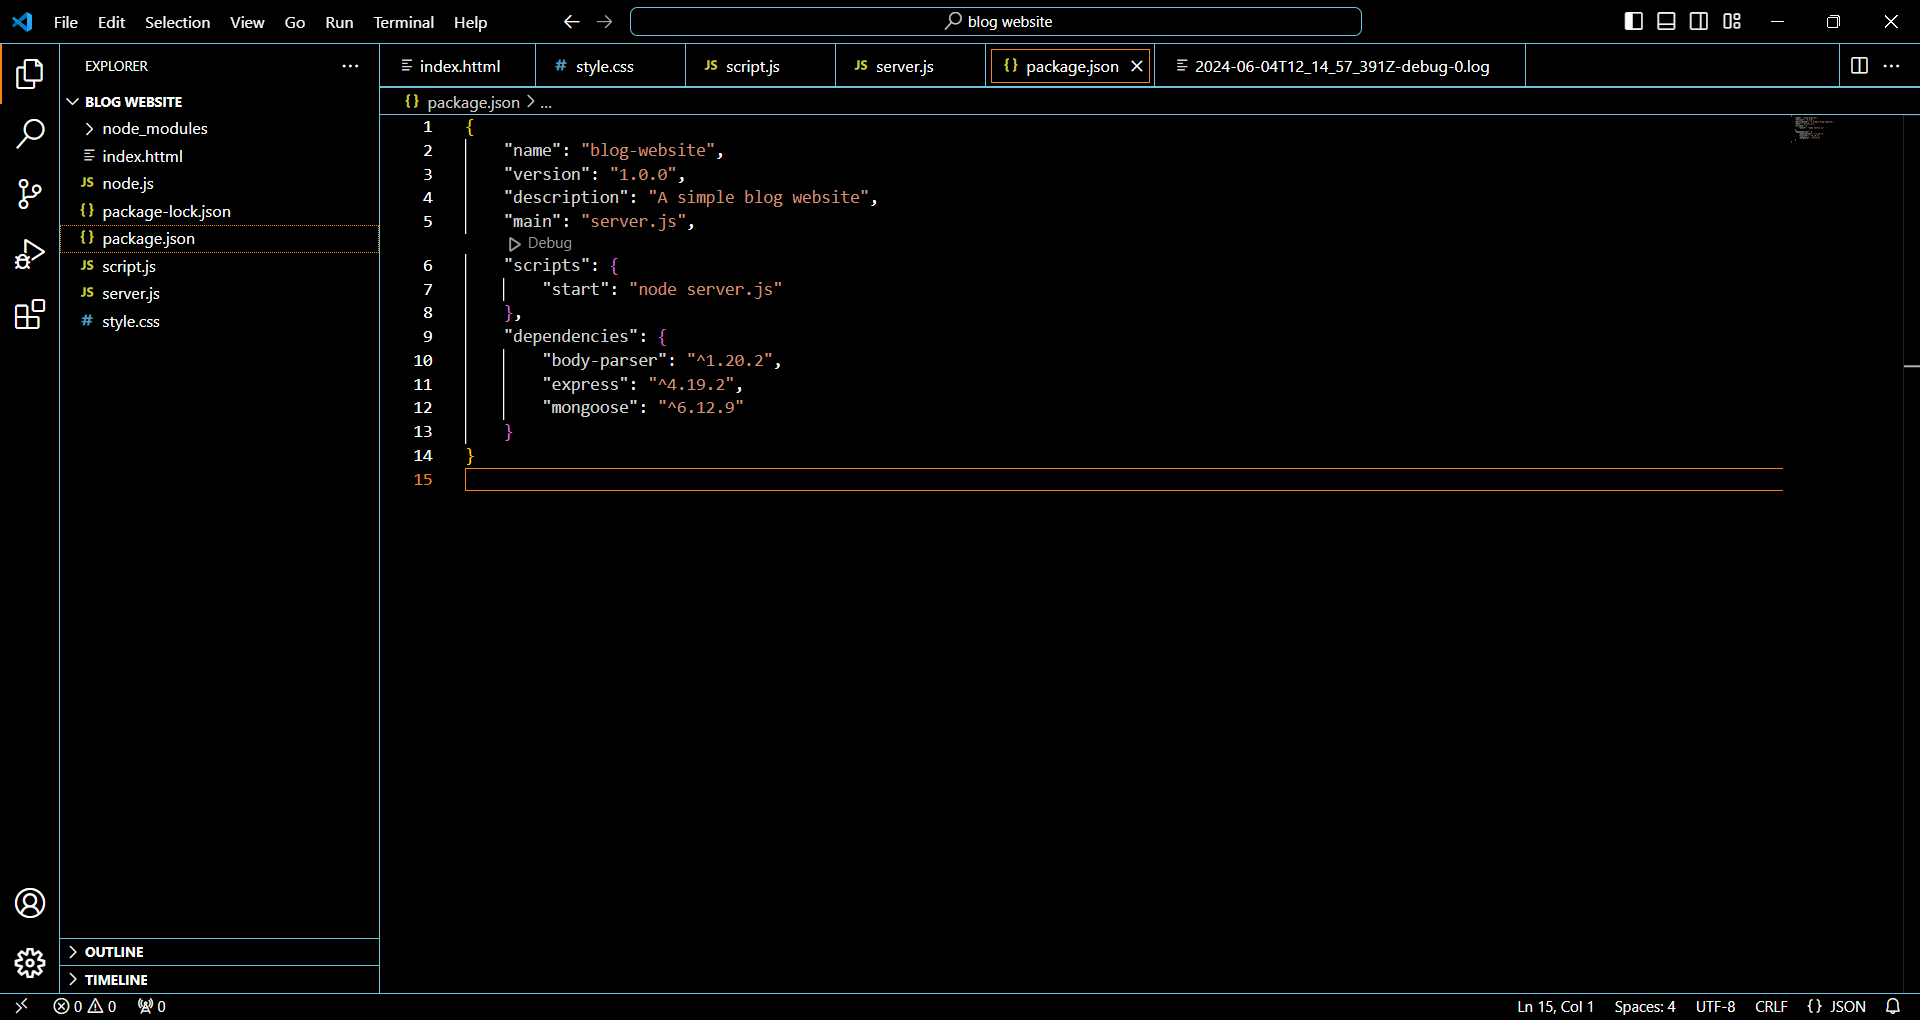 File Edit Selection View Go Run Terminal Help
blog website
EXPLORER
BLOG WEBSITE
node_modules
index.httml
JS node.js
{} package-lock.json
{} package.json
JS script.js
JS server.js
# style.css
OUTLINE
TIMELINE
index.httml # style.css JS script.js JS server.js {} package.json 2024-06-04T12_14_57_391Z-debug-0.log
{} package.json > ...
1 {
2 "name": "blog-website",
3 "version": "1.0.0",
4 "description": "A simple blog website",
5 "main": "server.js",
Debug
6 "scripts": {
7 "start": "node server.js"
8 },
9 "dependencies": {
10 "body-parser": "^1.20.2",
11 "express": "^4.19.2",
12 "mongoose": "^6.12.9"
13 }
14 }
15
0 0 0 Ln 15, Col 1 Spaces: 4 UTF-8 CRLF {} JSON